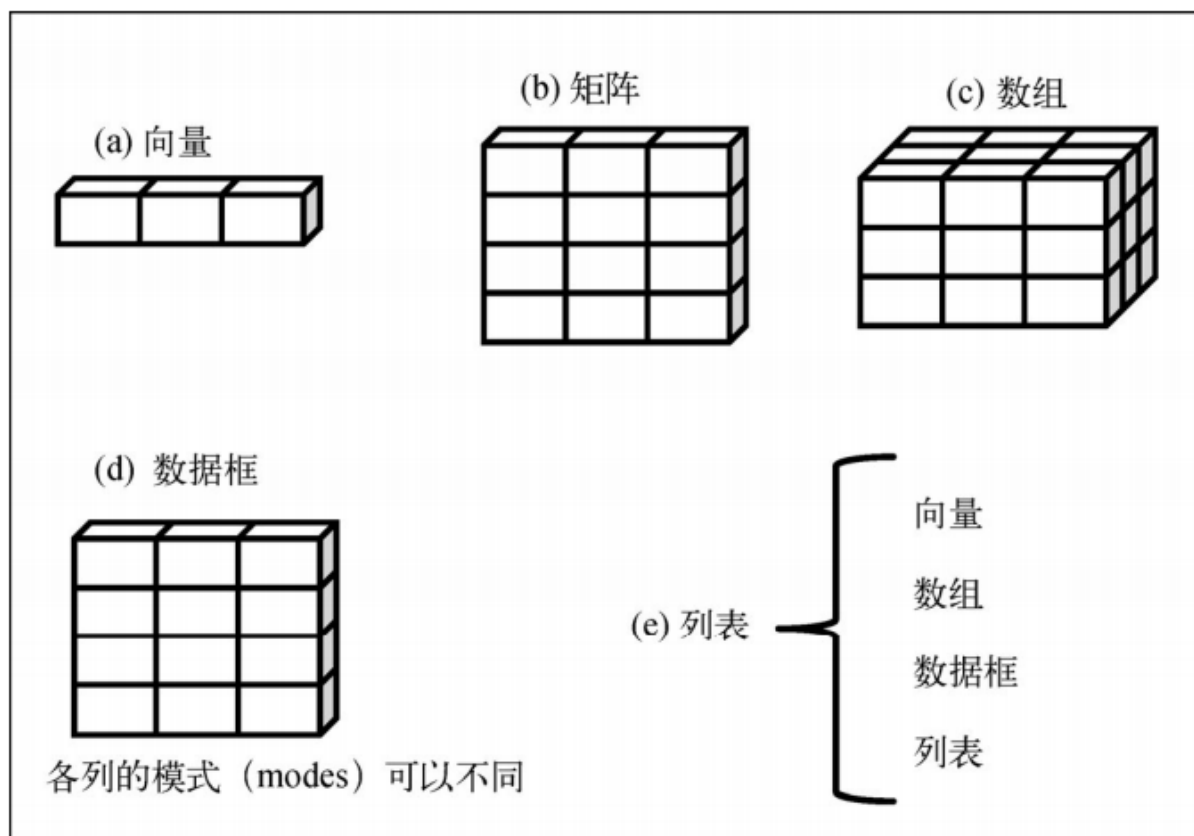 (a) 向量
(b) 矩阵
(c) 数组
(d) 数据框
各列的模式（modes）可以不同
(e) 列表
向量
数组
数据框
列表